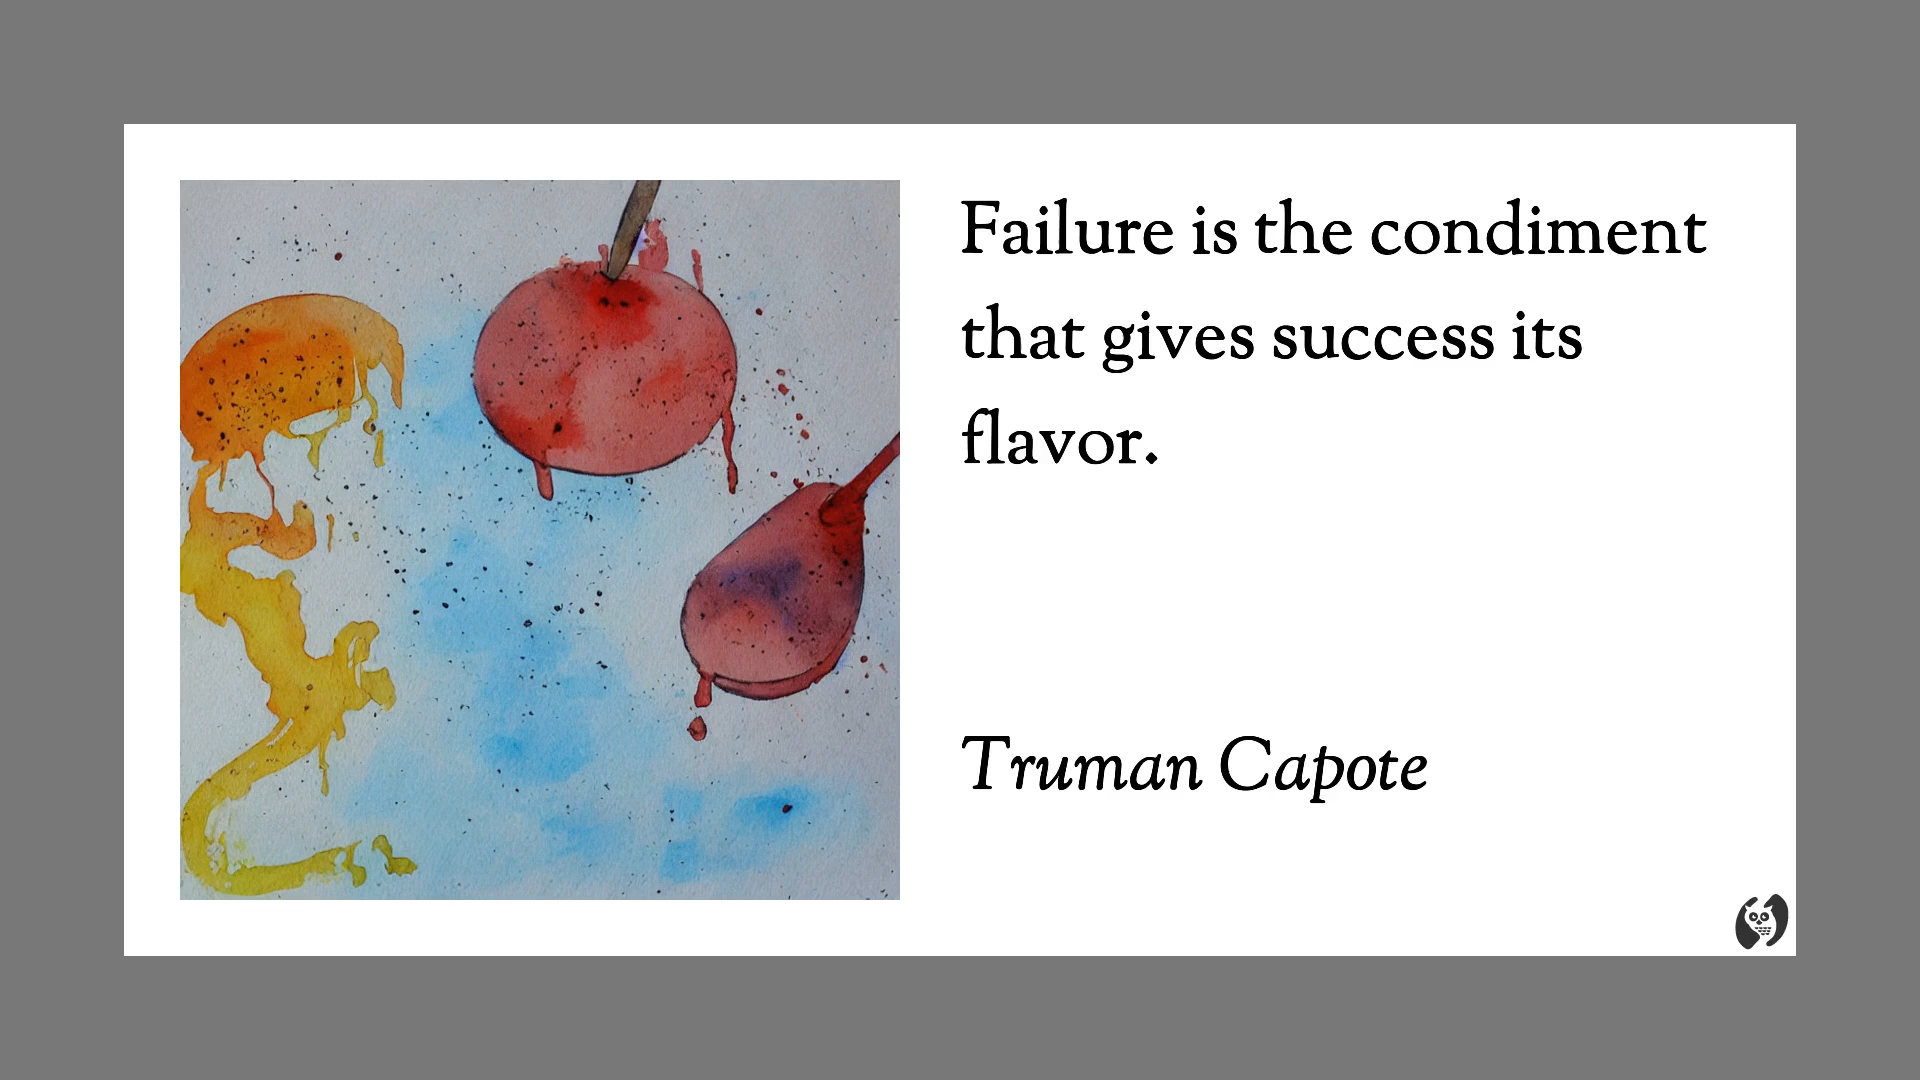 Failure is the condiment
that gives success its
flavor.
Truman Capote